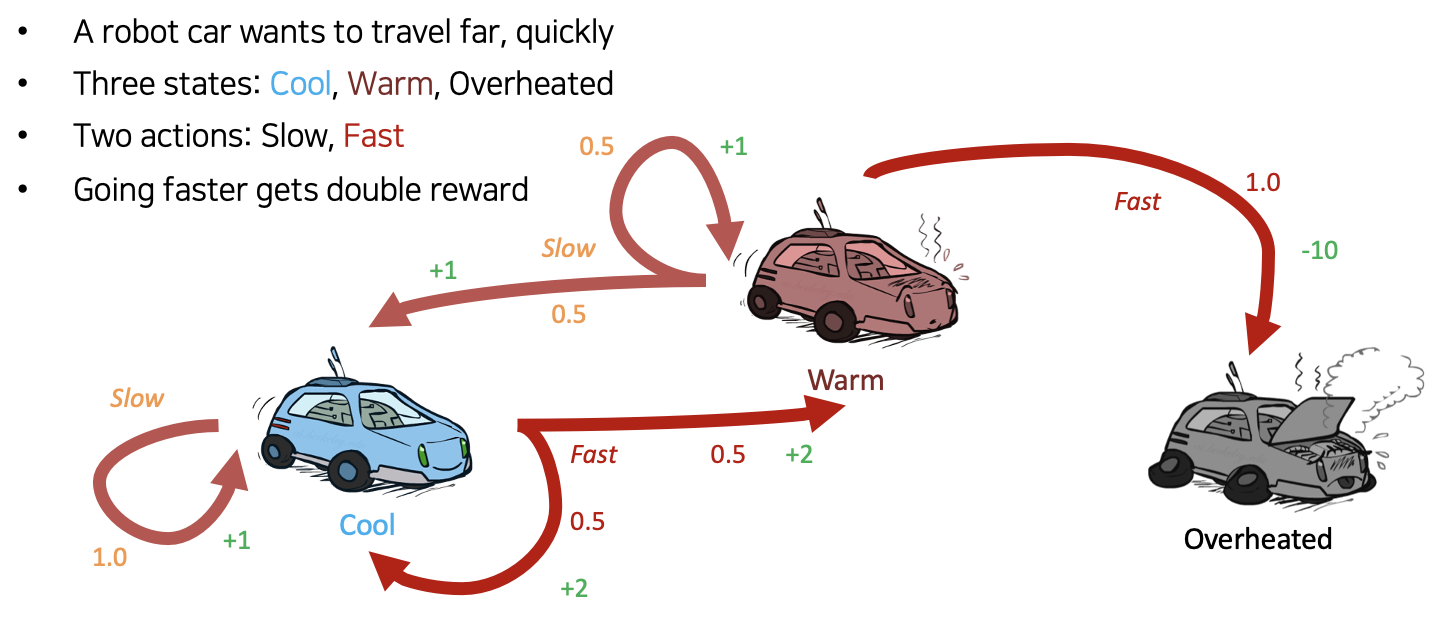 • A robot car wants to travel far, quickly
• Three states: Cool, Warm, Overheated
• Two actions: Slow, Fast
• Going faster gets double reward
0.5
+1
Slow
+1
0.5
Fast
1.0
-10
Warm
Slow
1.0
+1
Cool
Fast
0.5
+2
0.5
+2
Overheated